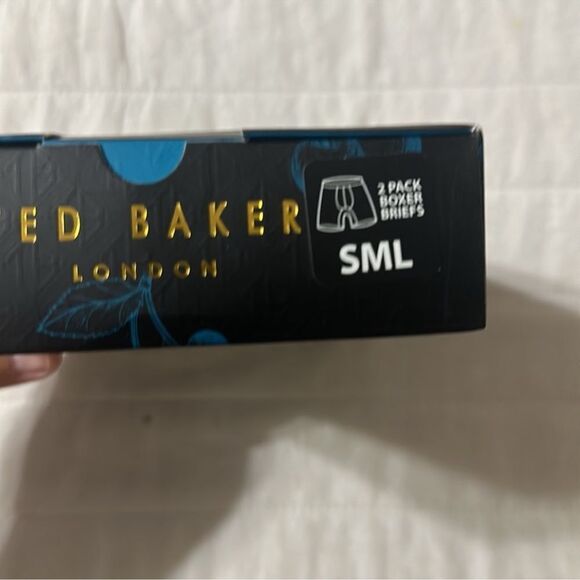 ED BAKER
LONDON
2 PACK
BOXER
BRIEFS
SML